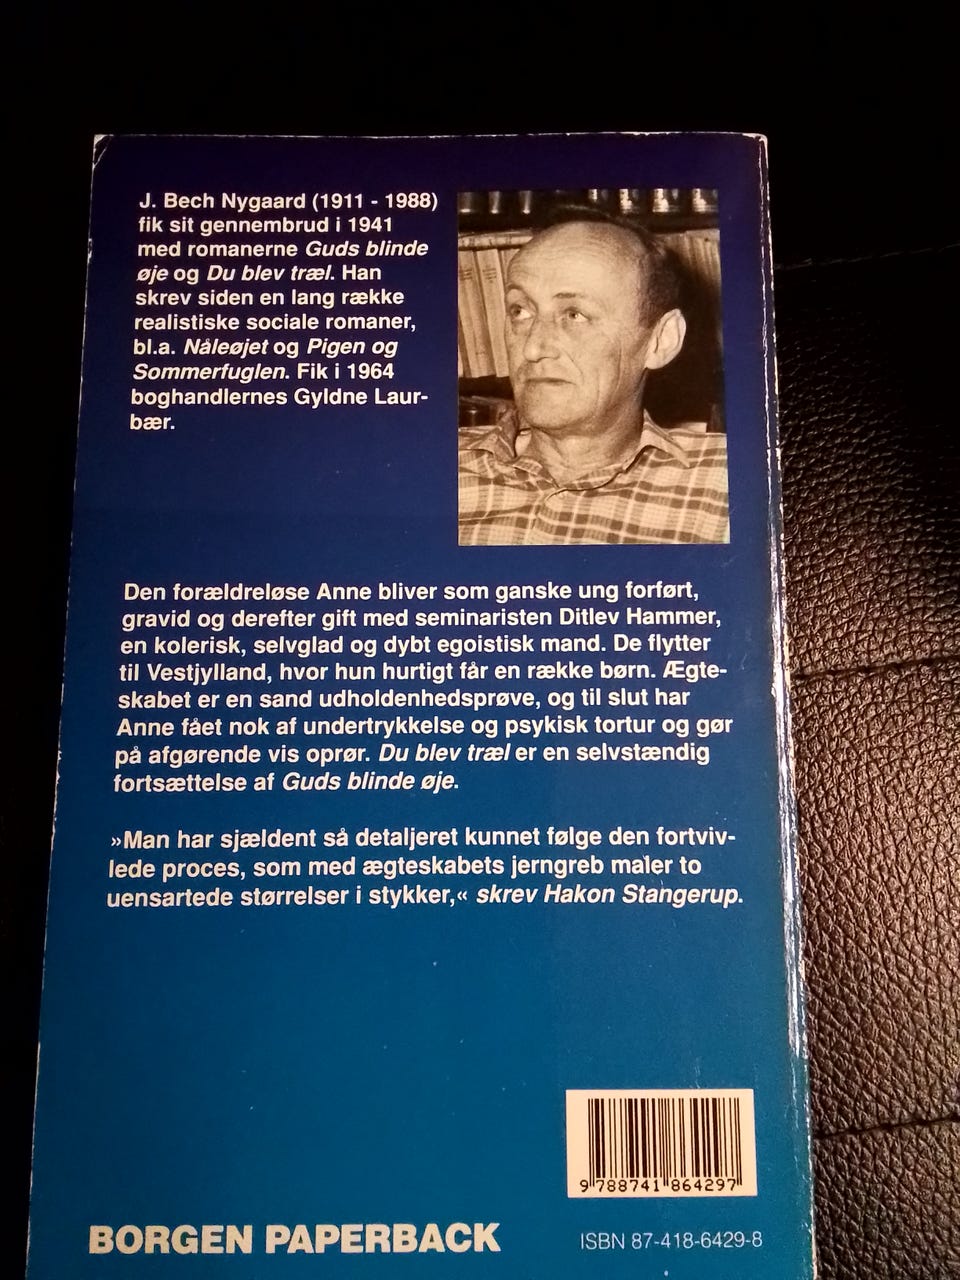 J. Bech Nygaard (1911 - 1988)
fik sit gennembrud i 1941
med romanerne Guds blinde
øje og Du blev træl. Han
skrev siden en lang række
realistiske sociale romaner,
bl.a. Nåleøjet og Pigen og
Sommerfuglen. Fik i 1964
boghandlernes Gyldne Laur-
bær.
Den forældreløse Anne bliver som ganske ung forført,
gravid og derefter gift med seminaristen Ditlev Hammer,
en kolerisk, selvglad og dybt egoistisk mand. De flytter
til Vestjylland, hvor hun hurtigt får en række børn. Ægte-
skabet er en sand udholdenhedsprøve, og til slut har
Anne fået nok af undertrykkelse og psykisk tortur og gør
på afgørende vis oprør. Du blev træl er en selvstændig
fortsættelse af Guds blinde øje.
»Man har sjældent så detaljeret kunnet følge den fortviv-
lede proces, som med ægteskabets jerngreb maler to
uensartede størrelser i stykker,« skrev Hakon Stangerup.
9 788741 864297
BORGEN PAPERBACK
ISBN 87-418-6429-8